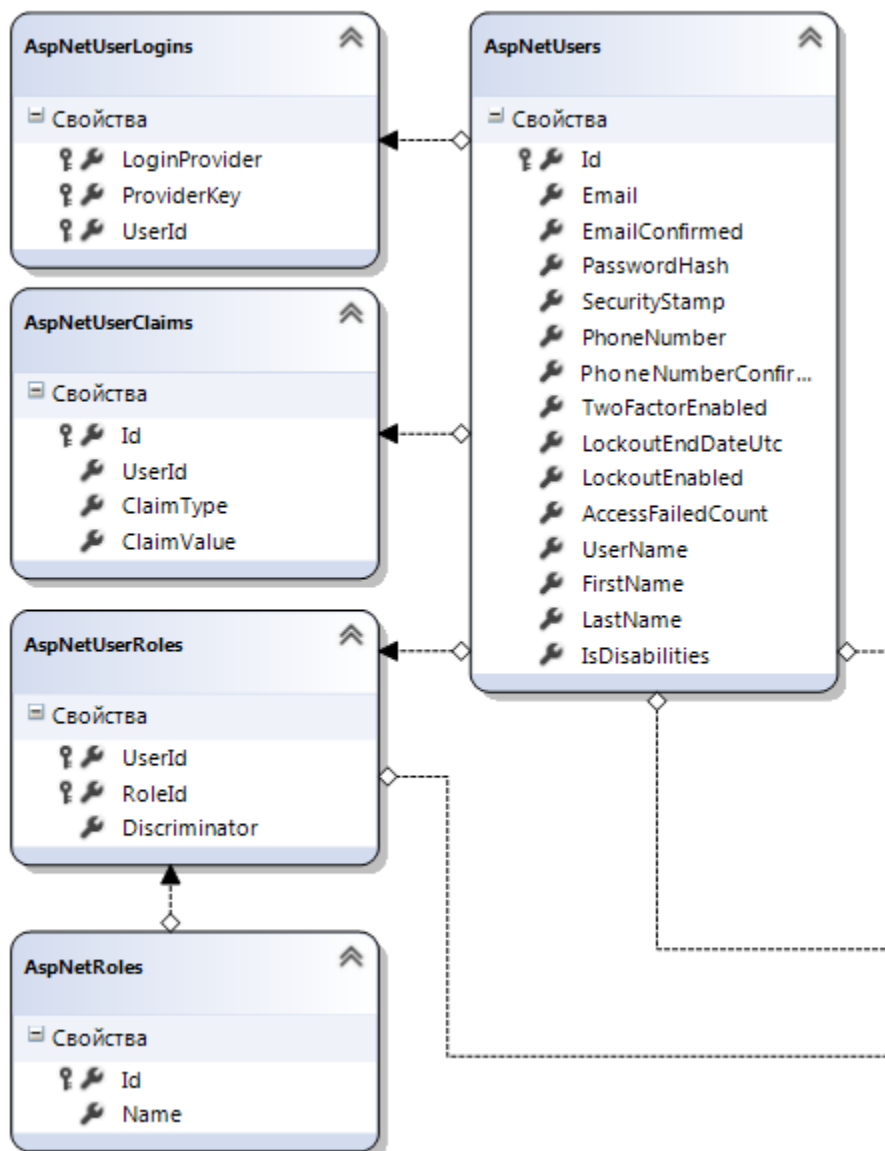 AspNetUserLogins
Свойства
LoginProvider
ProviderKey
UserId
AspNetUserClaims
Свойства
Id
UserId
ClaimType
ClaimValue
AspNetUserRoles
Свойства
UserId
RoleId
Discriminator
AspNetRoles
Свойства
Id
Name
AspNetUsers
Свойства
Id
Email
EmailConfirmed
PasswordHash
SecurityStamp
PhoneNumber
PhoneNumberConfir...
TwoFactorEnabled
LockoutEndDateUtc
LockoutEnabled
AccessFailedCount
UserName
FirstName
LastName
IsDisabilities